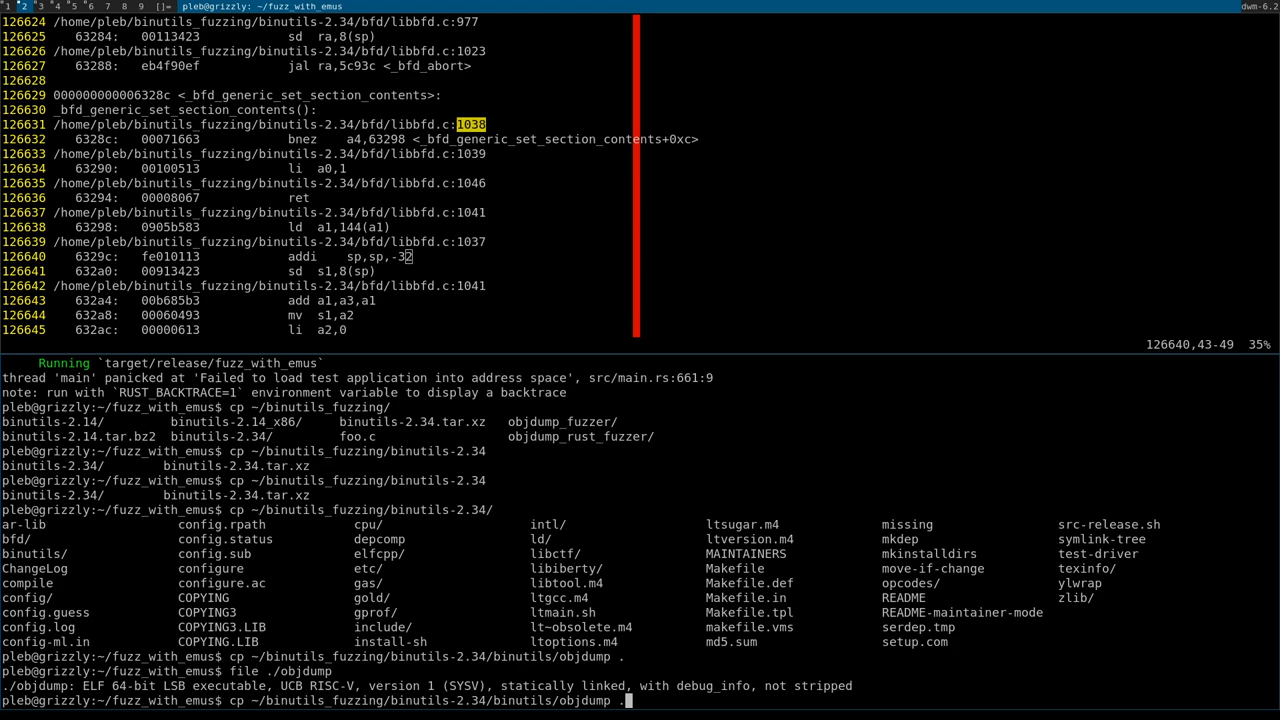 1 2 3 4 5 6 7 8 9 []= pleb@grizzly: ~/fuzz_with_emus dwm-6.2
126624 /home/pleb/binutils_fuzzing/binutils-2.34/bfd/libbfd.c:977
126625 63284: 00113423 sd ra,8(sp)
126626 /home/pleb/binutils_fuzzing/binutils-2.34/bfd/libbfd.c:1023
126627 63288: eb4f90ef jal ra,5c93c <_bfd_abort>
126628
126629 000000000006328c <_bfd_generic_set_section_contents>:
126630 _bfd_generic_set_section_contents():
126631 /home/pleb/binutils_fuzzing/binutils-2.34/bfd/libbfd.c:1038
126632 6328c: 00071663 bnez a4,63298 <_bfd_generic_set_section_contents+0xc>
126633 /home/pleb/binutils_fuzzing/binutils-2.34/bfd/libbfd.c:1039
126634 63290: 00100513 li a0,1
126635 /home/pleb/binutils_fuzzing/binutils-2.34/bfd/libbfd.c:1046
126636 63294: 00008067 ret
126637 /home/pleb/binutils_fuzzing/binutils-2.34/bfd/libbfd.c:1041
126638 63298: 0905b583 ld a1,144(a1)
126639 /home/pleb/binutils_fuzzing/binutils-2.34/bfd/libbfd.c:1037
126640 6329c: fe010113 addi sp,sp,-32
126641 632a0: 00913423 sd s1,8(sp)
126642 /home/pleb/binutils_fuzzing/binutils-2.34/bfd/libbfd.c:1041
126643 632a4: 00b685b3 add a1,a3,a1
126644 632a8: 00060493 mv s1,a2
126645 632ac: 00000613 li a2,0
126640,43-49 35%
Running `target/release/fuzz_with_emus`
thread 'main' panicked at 'Failed to load test application into address space', src/main.rs:661:9
note: run with `RUST_BACKTRACE=1` environment variable to display a backtrace
pleb@grizzly:~/fuzz_with_emus$ cp ~/binutils_fuzzing/
binutils-2.14/ binutils-2.14_x86/ binutils-2.34.tar.xz objdump_fuzzer/
binutils-2.14.tar.bz2 binutils-2.34/ foo.c objdump_rust_fuzzer/
pleb@grizzly:~/fuzz_with_emus$ cp ~/binutils_fuzzing/binutils-2.34
binutils-2.34/ binutils-2.34.tar.xz
pleb@grizzly:~/fuzz_with_emus$ cp ~/binutils_fuzzing/binutils-2.34
binutils-2.34/ binutils-2.34.tar.xz
pleb@grizzly:~/fuzz_with_emus$ cp ~/binutils_fuzzing/binutils-2.34/
ar-lib config.rpath cpu/ intl/ ltsugar.m4 missing src-release.sh
bfd/ config.status depcomp ld/ ltversion.m4 mkdep symlink-tree
binutils/ config.sub elfcpp/ libctf/ MAINTAINERS mkinstalldirs test-driver
ChangeLog configure etc/ libiberty/ Makefile move-if-change texinfo/
compile configure.ac gas/ libtool.m4 Makefile.def opcodes/ ylwrap
config/ COPYING gold/ ltgcc.m4 Makefile.in README zlib/
config.guess COPYING3 gprof/ ltmain.sh Makefile.tpl README-maintainer-mode
config.log COPYING3.LIB include/ lt~obsolete.m4 makefile.vms serdep.tmp
config-ml.in COPYING.LIB install-sh ltoptions.m4 md5.sum setup.com
pleb@grizzly:~/fuzz_with_emus$ cp ~/binutils_fuzzing/binutils-2.34/binutils/objdump .
pleb@grizzly:~/fuzz_with_emus$ file ./objdump
./objdump: ELF 64-bit LSB executable, UCB RISC-V, version 1 (SYSV), statically linked, with debug_info, not stripped
pleb@grizzly:~/fuzz_with_emus$ cp ~/binutils_fuzzing/binutils-2.34/binutils/objdump .